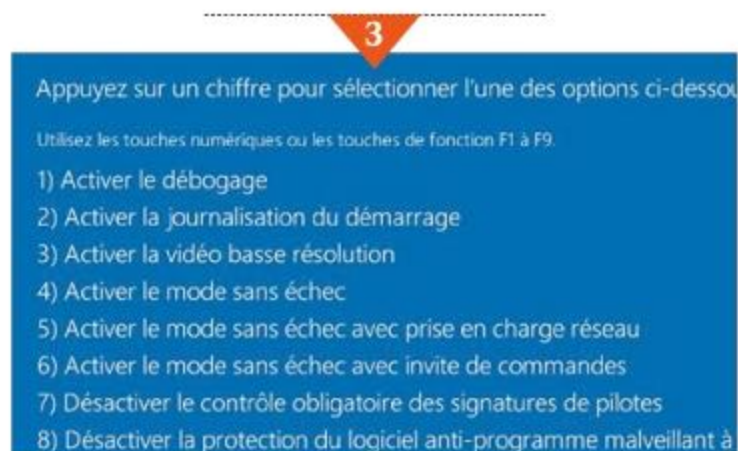 3
Appuyez sur un chiffre pour sélectionner l'une des options
Utilisez les touches numériques ou les touches de fonction F1 à F9.
1) Activer le débogage
2) Activer la journalisation du démarrage
3) Activer la vidéo basse résolution
4) Activer le mode sans échec
5) Activer le mode sans échec avec prise en charge réseau
6) Activer le mode sans échec avec invite de commandes
7) Désactiver le contrôle obligatoire des signatures de pilotes
8) Désactiver la protection du logiciel anti-programme malveillant à